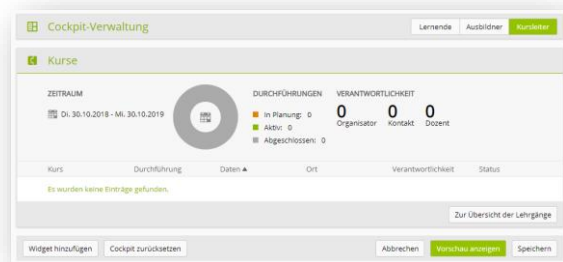 Cockpit-Verwaltung
Lernende Ausbildner Kursleiter
Kurse
ZEITRAUM
Di. 30.10.2018 - Mi. 30.10.2019
DURCHFÜHRUNGEN
In Planung: 0
Aktiv: 0
Abgeschlossen: 0
VERANTWORTLICHKEIT
0 0 0
Organisator Kontakt Dozent
Kurs Durchführung Daten ▲ Ort Verantwortlichkeit Status
Es wurden keine Einträge gefunden.
Zur Übersicht der Lehrgänge
Widget hinzufügen Cockpit zurücksetzen Abbrechen Vorschau anzeigen Speichern